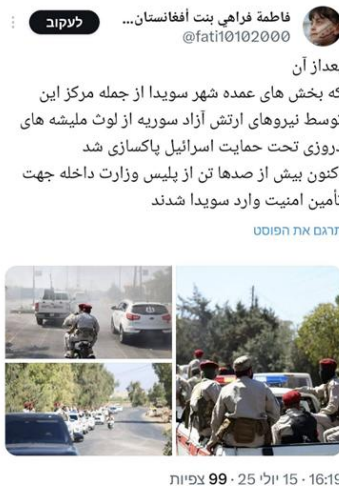 فاطمة فراهي بنت أفغانستان...
@fati10102000
לעקוב
بعداز آن
که بخش های عمده شهر سویدا از جمله مرکز این
توسط نیروهای ارتش آزاد سوریه از لوث ملیشه های
دروزی تحت حمایت اسرائیل پاکسازی شد
اکنون بیش از صدها تن از پلیس وزارت داخله جهت
تأمین امنیت وارد سویدا شدند
תרגם את הפוסט
16:19 · 15 יולי 25 · 99 צפיות